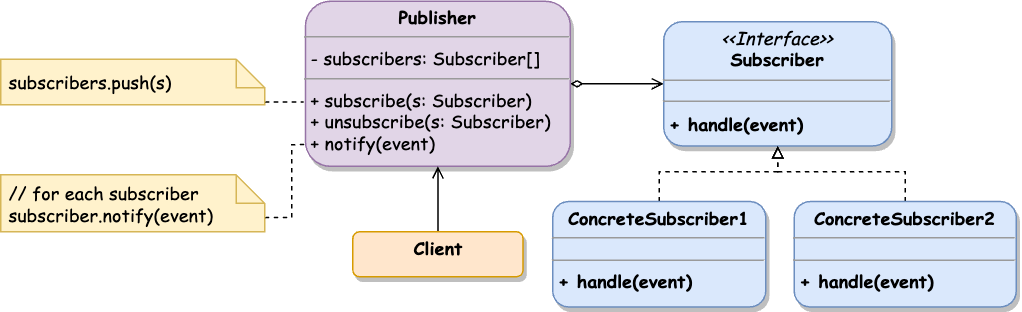 subscribers.push(s)
// for each subscriber
subscriber.notify(event)
Publisher
- subscribers: Subscriber[]
+ subscribe(s: Subscriber)
+ unsubscribe(s: Subscriber)
+ notify(event)
Client
<<Interface>>
Subscriber
+ handle(event)
ConcreteSubscriber1
+ handle(event)
ConcreteSubscriber2
+ handle(event)